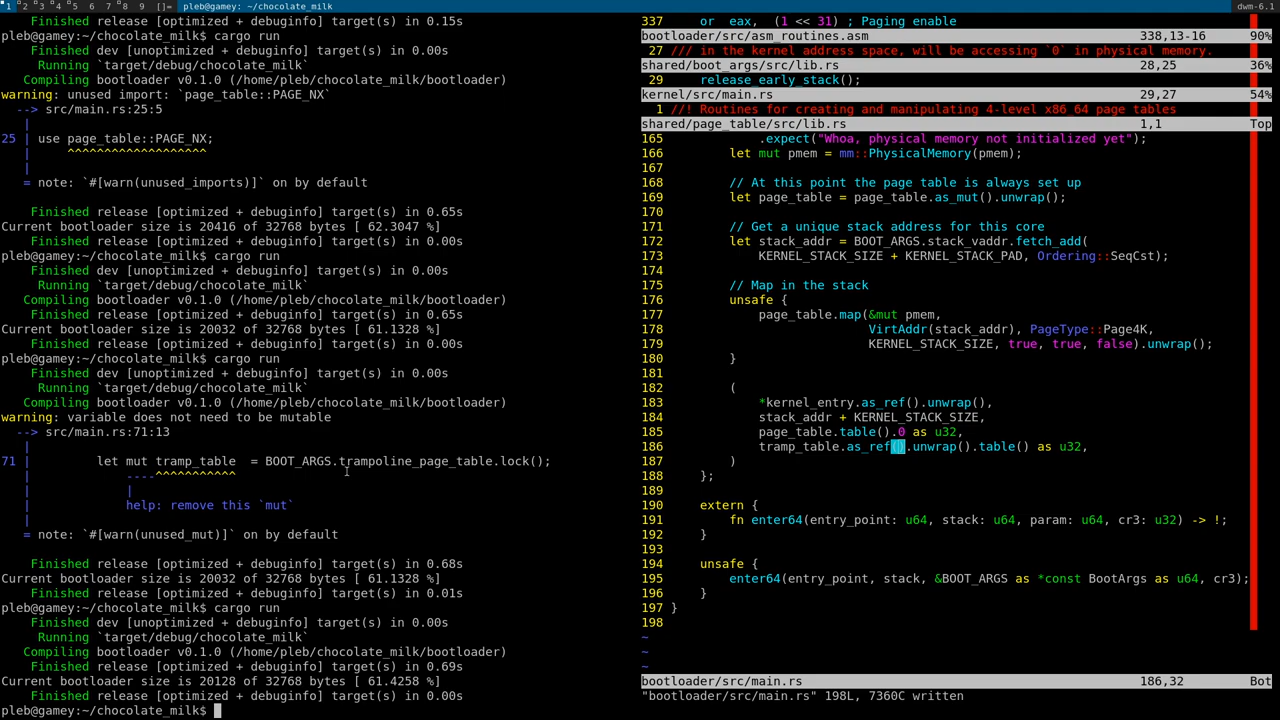 1 2 3 4 5 6 7 8 9 []= pleb@gamey: ~/chocolate_milk dwm-6.1
Finished release [optimized + debuginfo] target(s) in 0.15s
pleb@gamey:~/chocolate_milk$ cargo run
Finished dev [unoptimized + debuginfo] target(s) in 0.00s
Running `target/debug/chocolate_milk`
Compiling bootloader v0.1.0 (/home/pleb/chocolate_milk/bootloader)
warning: unused import: `page_table::PAGE_NX`
--> src/main.rs:25:5
|
25 | use page_table::PAGE_NX;
| ^^^^^^^^^^^^^^^^^^^
|
= note: `#[warn(unused_imports)]` on by default
Finished release [optimized + debuginfo] target(s) in 0.65s
Current bootloader size is 20416 of 32768 bytes [ 62.3047 %]
Finished release [optimized + debuginfo] target(s) in 0.00s
pleb@gamey:~/chocolate_milk$ cargo run
Finished dev [unoptimized + debuginfo] target(s) in 0.00s
Running `target/debug/chocolate_milk`
Compiling bootloader v0.1.0 (/home/pleb/chocolate_milk/bootloader)
Finished release [optimized + debuginfo] target(s) in 0.65s
Current bootloader size is 20032 of 32768 bytes [ 61.1328 %]
Finished release [optimized + debuginfo] target(s) in 0.00s
pleb@gamey:~/chocolate_milk$ cargo run
Finished dev [unoptimized + debuginfo] target(s) in 0.00s
Running `target/debug/chocolate_milk`
Compiling bootloader v0.1.0 (/home/pleb/chocolate_milk/bootloader)
warning: variable does not need to be mutable
--> src/main.rs:71:13
|
71 | let mut tramp_table  = BOOT_ARGS.trampoline_page_table.lock();
| ----^^^^^^^^^^^
| |
| help: remove this `mut`
|
= note: `#[warn(unused_mut)]` on by default
Finished release [optimized + debuginfo] target(s) in 0.68s
Current bootloader size is 20032 of 32768 bytes [ 61.1328 %]
Finished release [optimized + debuginfo] target(s) in 0.01s
pleb@gamey:~/chocolate_milk$ cargo run
Finished dev [unoptimized + debuginfo] target(s) in 0.00s
Running `target/debug/chocolate_milk`
Compiling bootloader v0.1.0 (/home/pleb/chocolate_milk/bootloader)
Finished release [optimized + debuginfo] target(s) in 0.69s
Current bootloader size is 20128 of 32768 bytes [ 61.4258 %]
Finished release [optimized + debuginfo] target(s) in 0.00s
pleb@gamey:~/chocolate_milk$
337 or eax, (1 << 31) ; Paging enable
bootloader/src/asm_routines.asm 338,13-16 90%
27 /// in the kernel address space, will be accessing `0` in physical memory.
shared/boot_args/src/lib.rs 28,25 36%
29 release_early_stack();
kernel/src/main.rs 29,27 54%
1 //! Routines for creating and manipulating 4-level x86 64 page tables
shared/page_table/src/lib.rs 1,1 Top
165 .expect("Whoa, physical memory not initialized yet");
166 let mut pmem = mm::PhysicalMemory(pmem);
167
168 // At this point the page table is always set up
169 let page_table = page_table.as_mut().unwrap();
170
171 // Get a unique stack address for this core
172 let stack_addr = BOOT_ARGS.stack_vaddr.fetch_add(
173 KERNEL_STACK_SIZE + KERNEL_STACK_PAD, Ordering::SeqCst);
174
175 // Map in the stack
176 unsafe {
177 page_table.map(&mut pmem,
178 VirtAddr(stack_addr), PageType::Page4K,
179 KERNEL_STACK_SIZE, true, true, false).unwrap();
180 }
181
182 (
183 *kernel_entry.as_ref().unwrap(),
184 stack_addr + KERNEL_STACK_SIZE,
185 page_table.table().0 as u32,
186 tramp_table.as_ref().unwrap().table() as u32,
187 )
188 };
189
190 extern {
191 fn enter64(entry_point: u64, stack: u64, param: u64, cr3: u32) -> !;
192 }
193
194 unsafe {
195 enter64(entry_point, stack, &BOOT_ARGS as *const BootArgs as u64, cr3);
196 }
197 }
198
~
~
~
bootloader/src/main.rs 186,32 Bot
"bootloader/src/main.rs" 198L, 7360C written